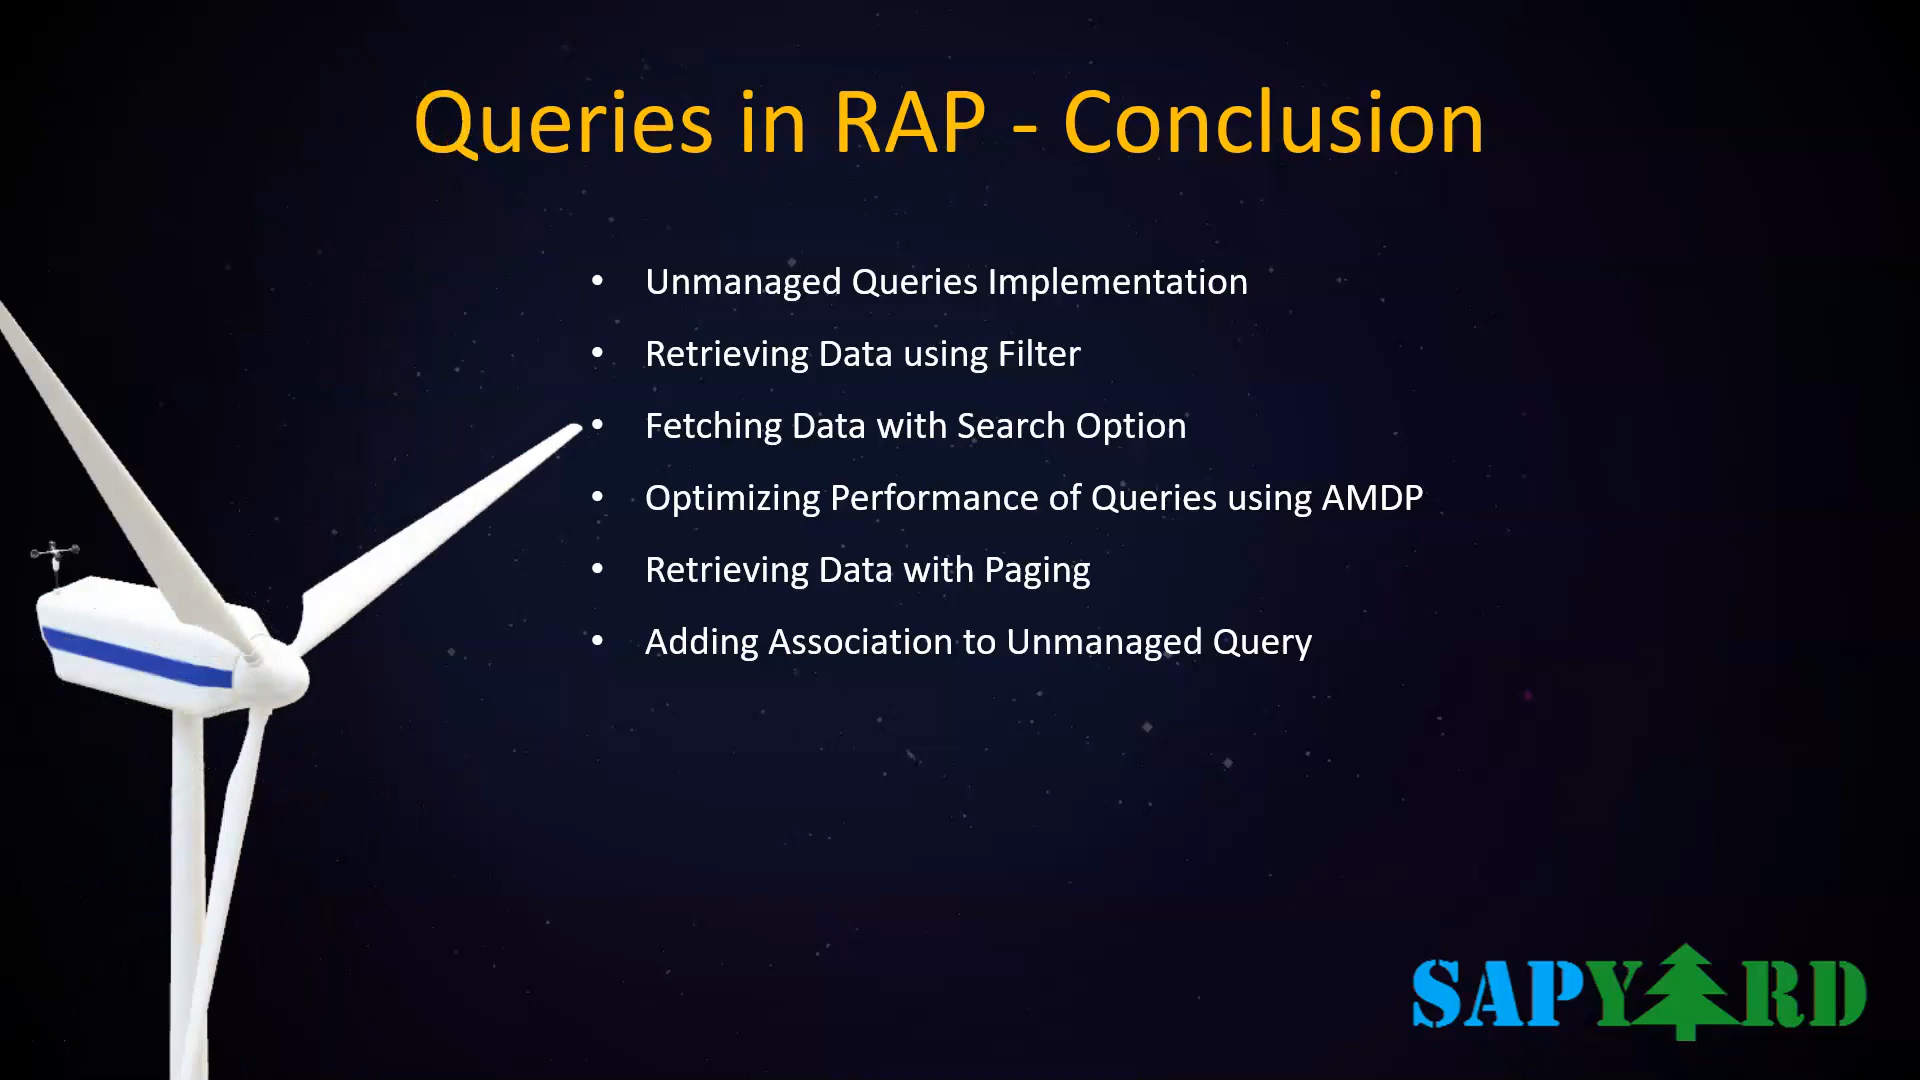 Queries in RAP - Conclusion
• Unmanaged Queries Implementation
• Retrieving Data using Filter
• Fetching Data with Search Option
• Optimizing Performance of Queries using AMDP
• Retrieving Data with Paging
• Adding Association to Unmanaged Query
SAPYARD